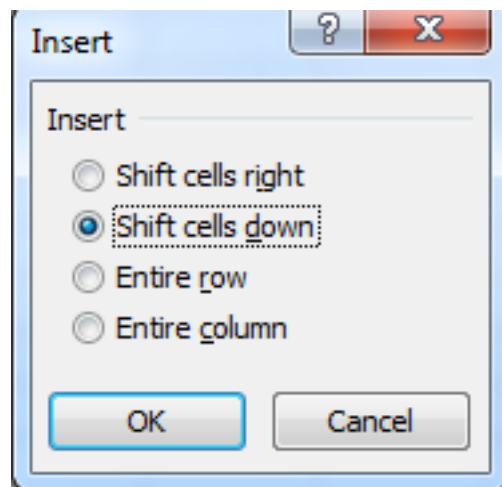 Insert
?
Insert
Shift cells right
Shift cells down
Entire row
Entire column
OK
Cancel